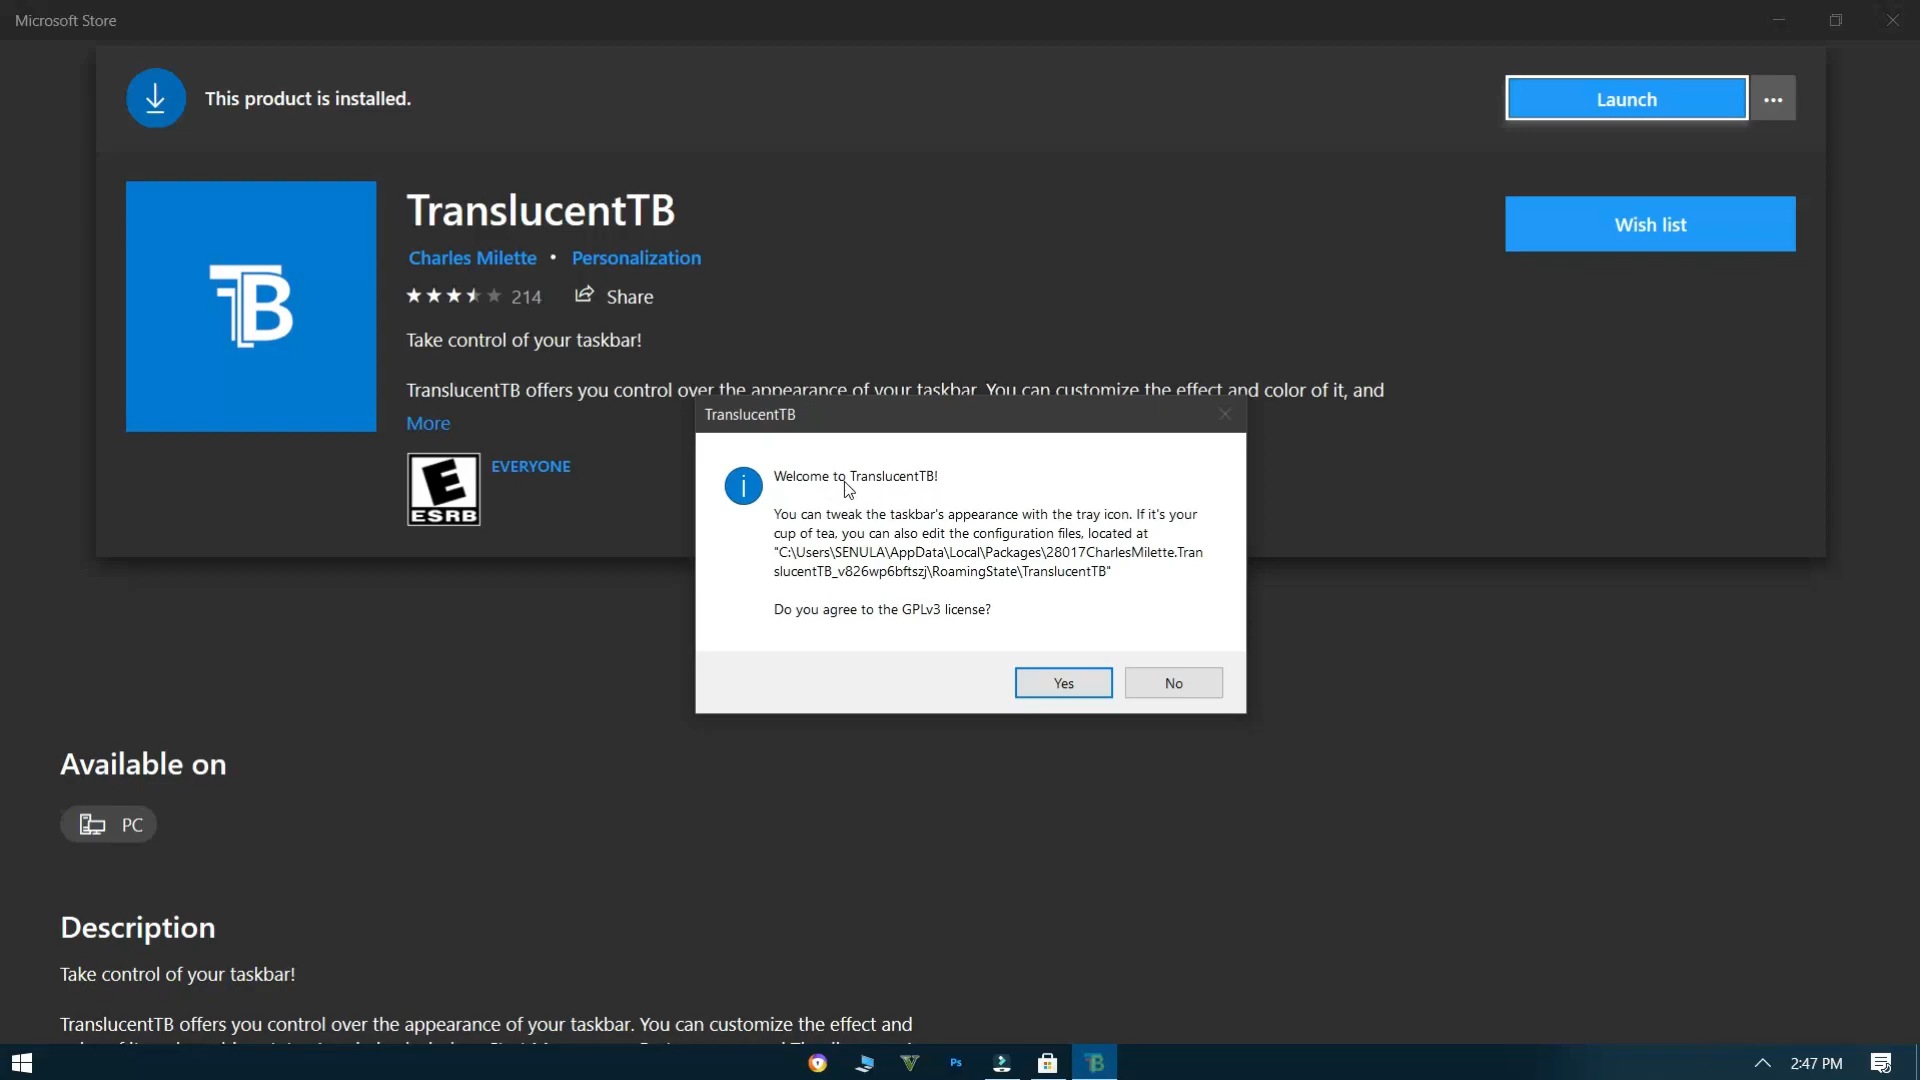 Microsoft Store
This product is installed.
Launch
TB
TranslucentTB
Charles Milette • Personalization
214 Share
Wish list
Take control of your taskbar!
TranslucentTB offers you control over the appearance of your taskbar. You can customize the effect and color of it, and
More
E
ESRB
EVERYONE
TranslucentTB
Welcome to TranslucentTB!
You can tweak the taskbar's appearance with the tray icon. If it's your
cup of tea, you can also edit the configuration files, located at
"C:\Users\SENULA\AppData\Local\Packages\28017CharlesMilette.Tran
slucentTB_v826wp6bftszj\RoamingState\TranslucentTB"
Do you agree to the GPLv3 license?
Yes
No
Available on
PC
Description
Take control of your taskbar!
TranslucentTB offers you control over the appearance of your taskbar. You can customize the effect and
Ps
2:47 PM